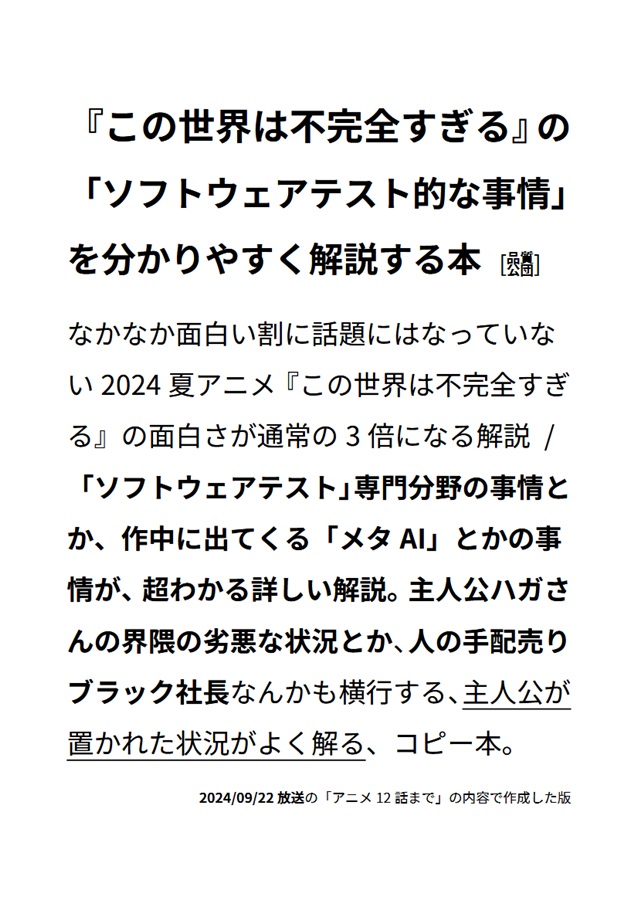 『この世界は不完全すぎる』の
「ソフトウェアテスト的な事情」
を分かりやすく解説する本 [品質公団]
なかなか面白い割に話題にはなっていな
い 2024 夏アニメ『この世界は不完全すぎ
る』の面白さが通常の 3 倍になる解説 /
「ソフトウェアテスト」専門分野の事情と
か、作中に出てくる「メタ AI」とかの事
情が、超わかる詳しい解説。主人公ハガさ
んの界隈の劣悪な状況とか、人の手配売り
ブラック社長なんかも横行する、主人公が
置かれた状況がよく解る、コピー本。
2024/09/22 放送の「アニメ 12 話まで」の内容で作成した版